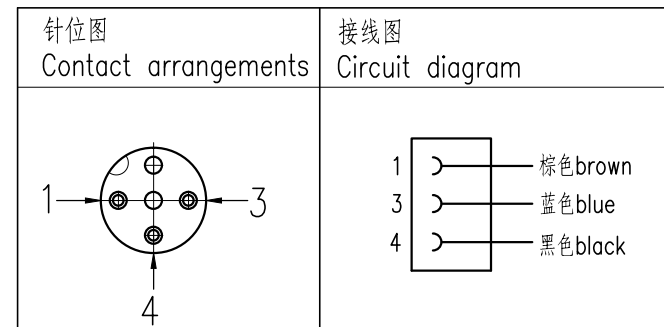 针位图
Contact arrangements
接线图
Circuit diagram
1
3
4
1 棕色brown
3 蓝色blue
4 黑色black